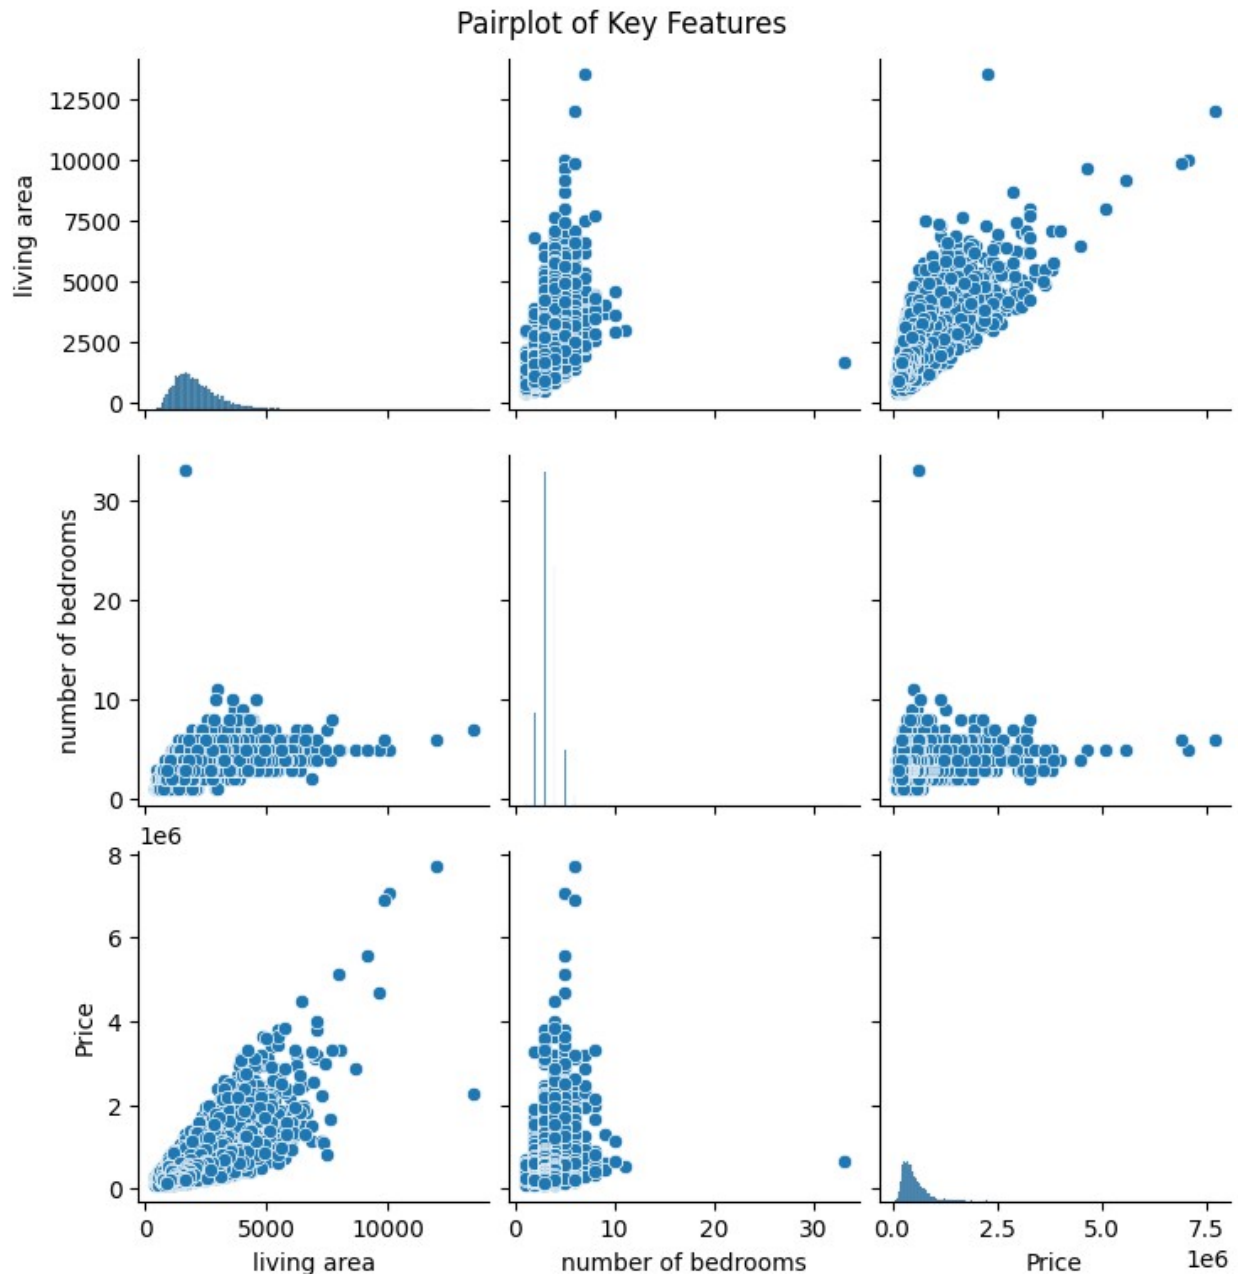 Pairplot of Key Features
12500
10000
7500
5000
2500
0
living area
30
20
10
0
number of bedrooms
1e6
8
6
4
2
0
Price
0 5000 10000
living area
0 10 20 30
number of bedrooms
0.0 2.5 5.0 7.5
Price 1e6